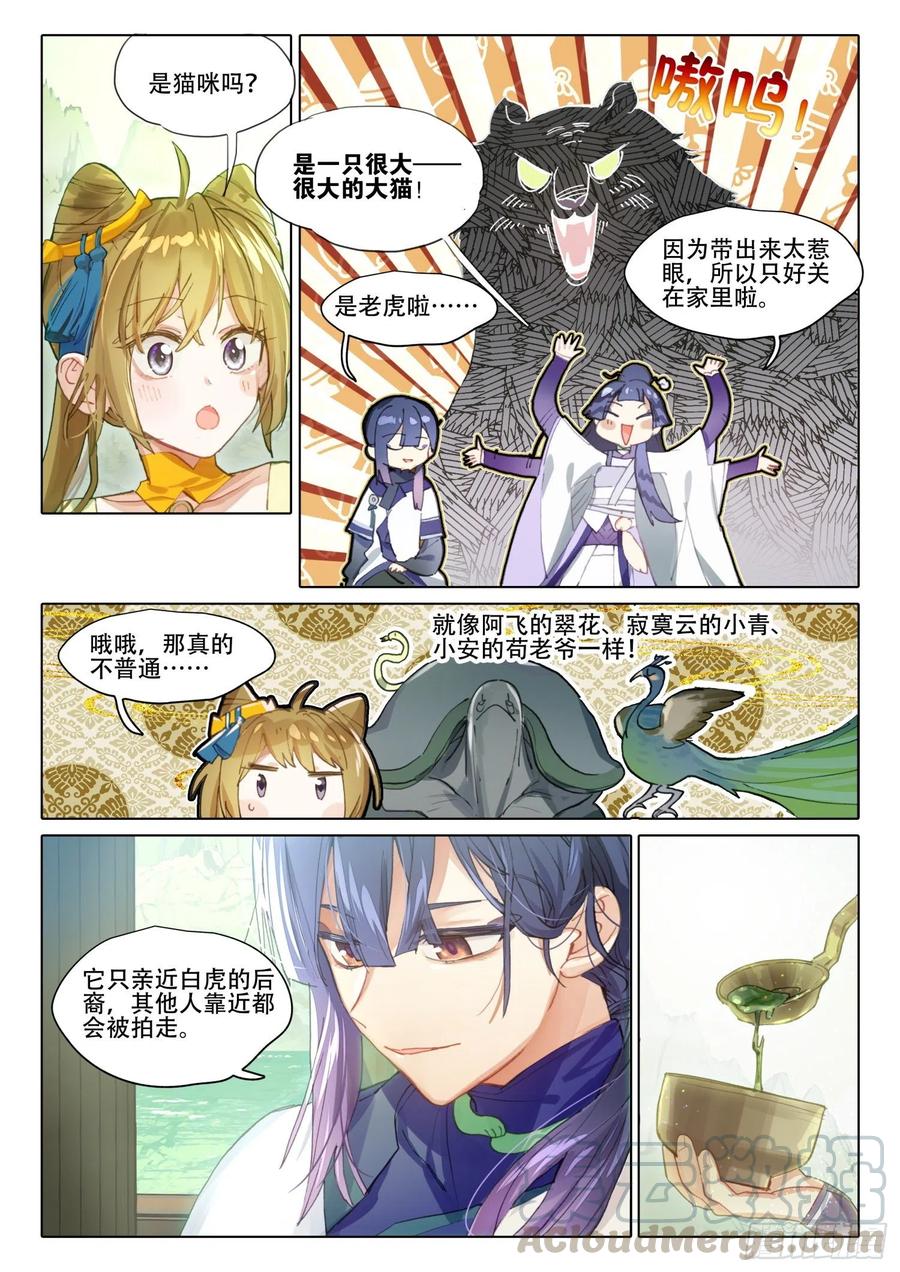 是猫咪吗？
嗷呜！
是一只很大——
很大的大猫！
因为带出来太惹
眼，所以只好关
在家里啦。
是老虎啦……
哦哦，那真的
不普通……
就像阿飞的翠花、寂寞云的小青、
小安的苟老爷一样！
它只亲近白虎的后
裔，其他人靠近都
会被拍走。
AcloudMerge.com